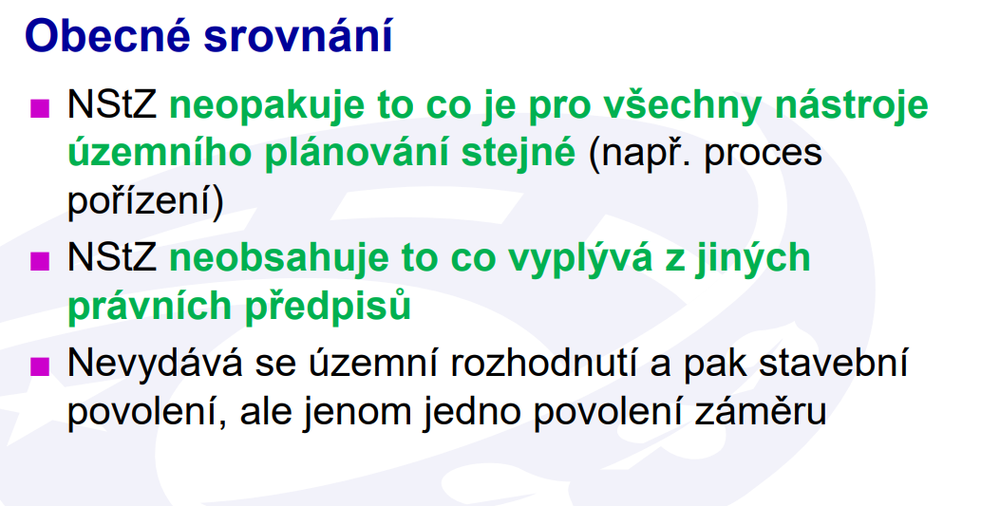 Obecné srovnání
NStZ neopakuje to co je pro všechny nástroje
územního plánování stejné (např. proces
pořízení)
NStZ neobsahuje to co vyplývá z jiných
právních předpisů
Nevydává se územní rozhodnutí a pak stavební
povolení, ale jenom jedno povolení záměru